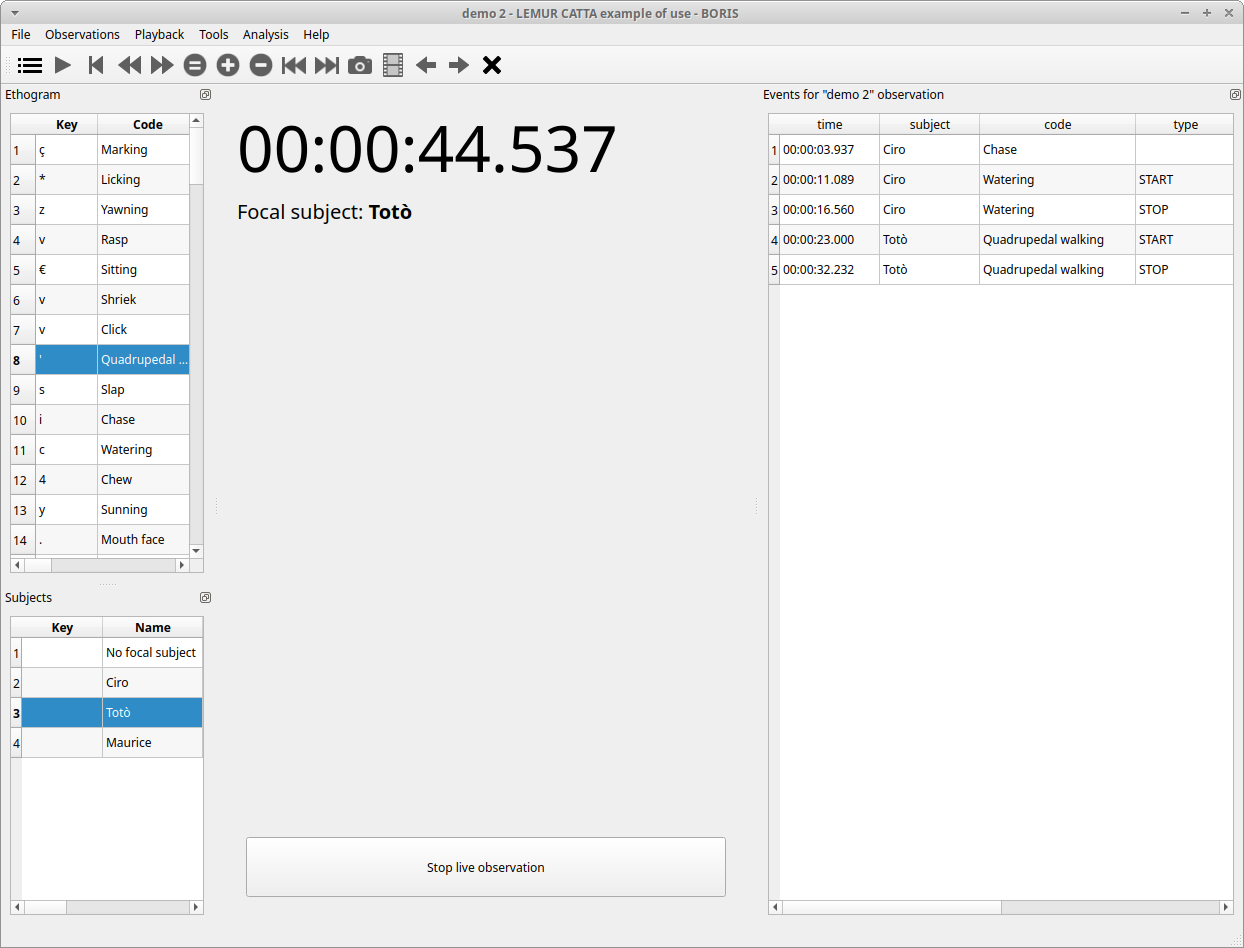 demo 2 - LEMUR CATTA example of use - BORIS
File Observations Playback Tools Analysis Help
Ethogram
Key Code
1 ç Marking
2 * Licking
3 z Yawning
4 v Rasp
5 € Sitting
6 v Shriek
7 v Click
8 ' Quadrupedal ...
9 s Slap
10 i Chase
11 c Watering
12 4 Chew
13 y Sunning
14 . Mouth face
Subjects
Key Name
1 No focal subject
2 Ciro
3 Totò
4 Maurice
00:00:44.537
Focal subject: Totò
Stop live observation
Events for "demo 2" observation
time subject code type
1 00:00:03.937 Ciro Chase
2 00:00:11.089 Ciro Watering START
3 00:00:16.560 Ciro Watering STOP
4 00:00:23.000 Totò Quadrupedal walking START
5 00:00:32.232 Totò Quadrupedal walking STOP